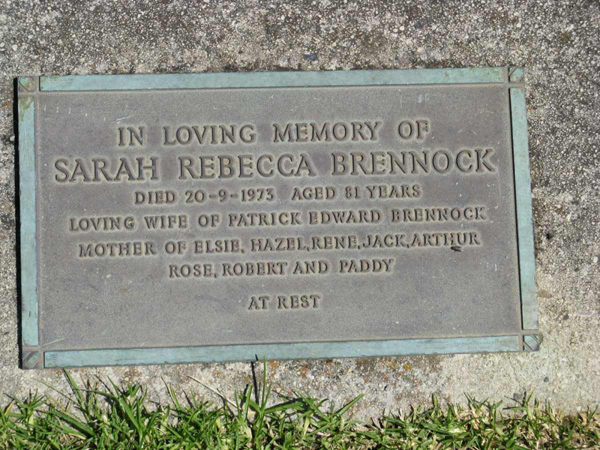 IN LOVING MEMORY OF
SARAH REBECCA BRENNOCK
DIED 20-9-1973 AGED 81 YEARS
LOVING WIFE OF PATRICK EDWARD BRENNOCK
MOTHER OF ELSIE, HAZEL, RENE, JACK, ARTHUR
ROSE, ROBERT AND PADDY
AT REST